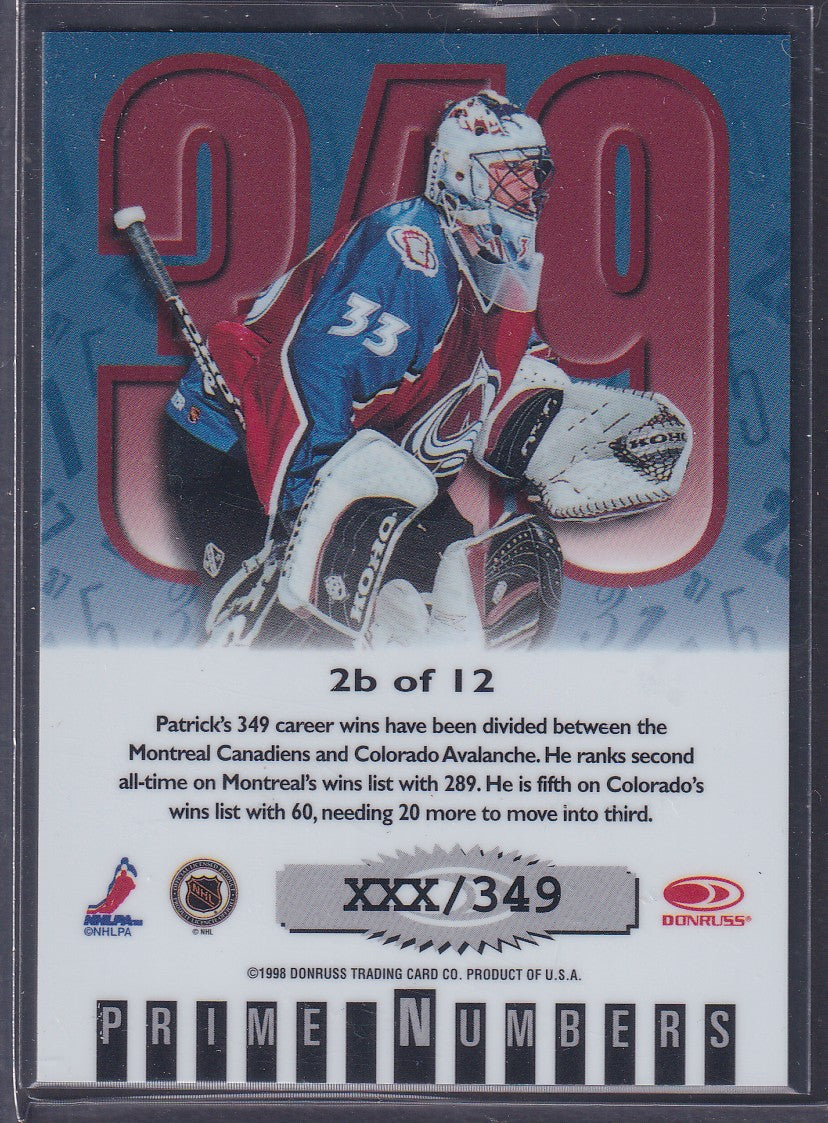 349
33
KOHO
KOHO
2b of 12
Patrick's 349 career wins have been divided between the
Montreal Canadiens and Colorado Avalanche. He ranks second
all-time on Montreal's wins list with 289. He is fifth on Colorado's
wins list with 60, needing 20 more to move into third.
XXX/349
NHLPA
©NHLPA
NHL
© NHL
DONRUSS®
©1998 DONRUSS TRADING CARD CO. PRODUCT OF U.S.A.
PRIME NUMBERS